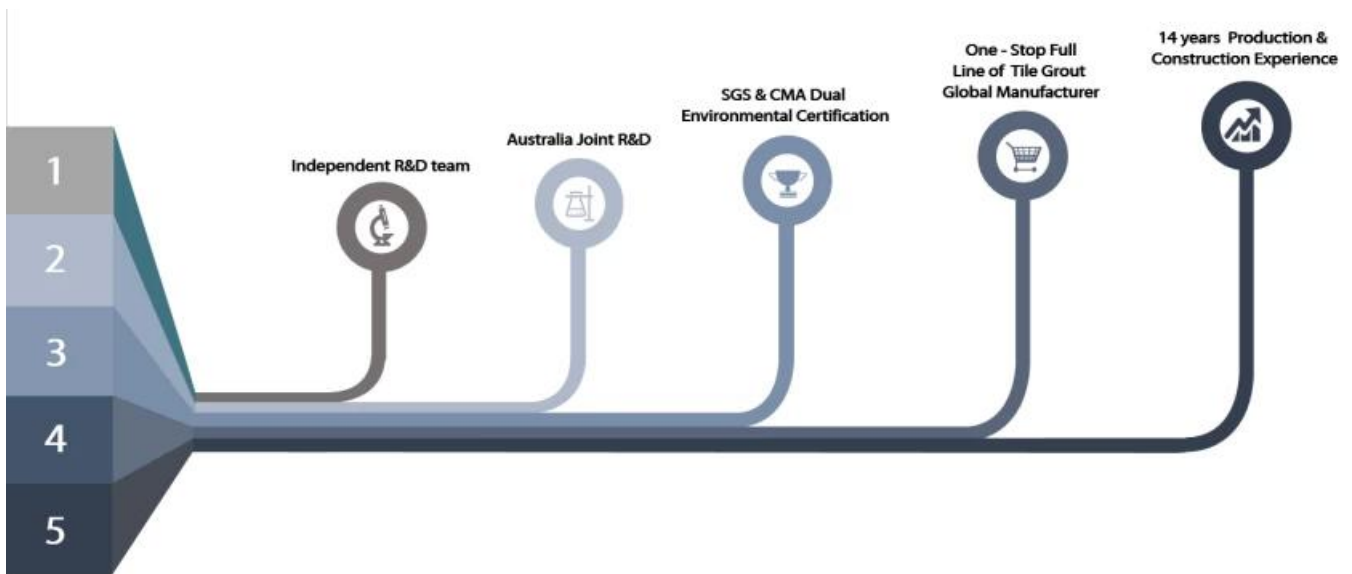 1
2
3
4
5
Independent R&D team
Australia Joint R&D
SGS & CMA Dual
Environmental Certification
One - Stop Full
Line of Tile Grout
Global Manufacturer
14 years Production &
Construction Experience